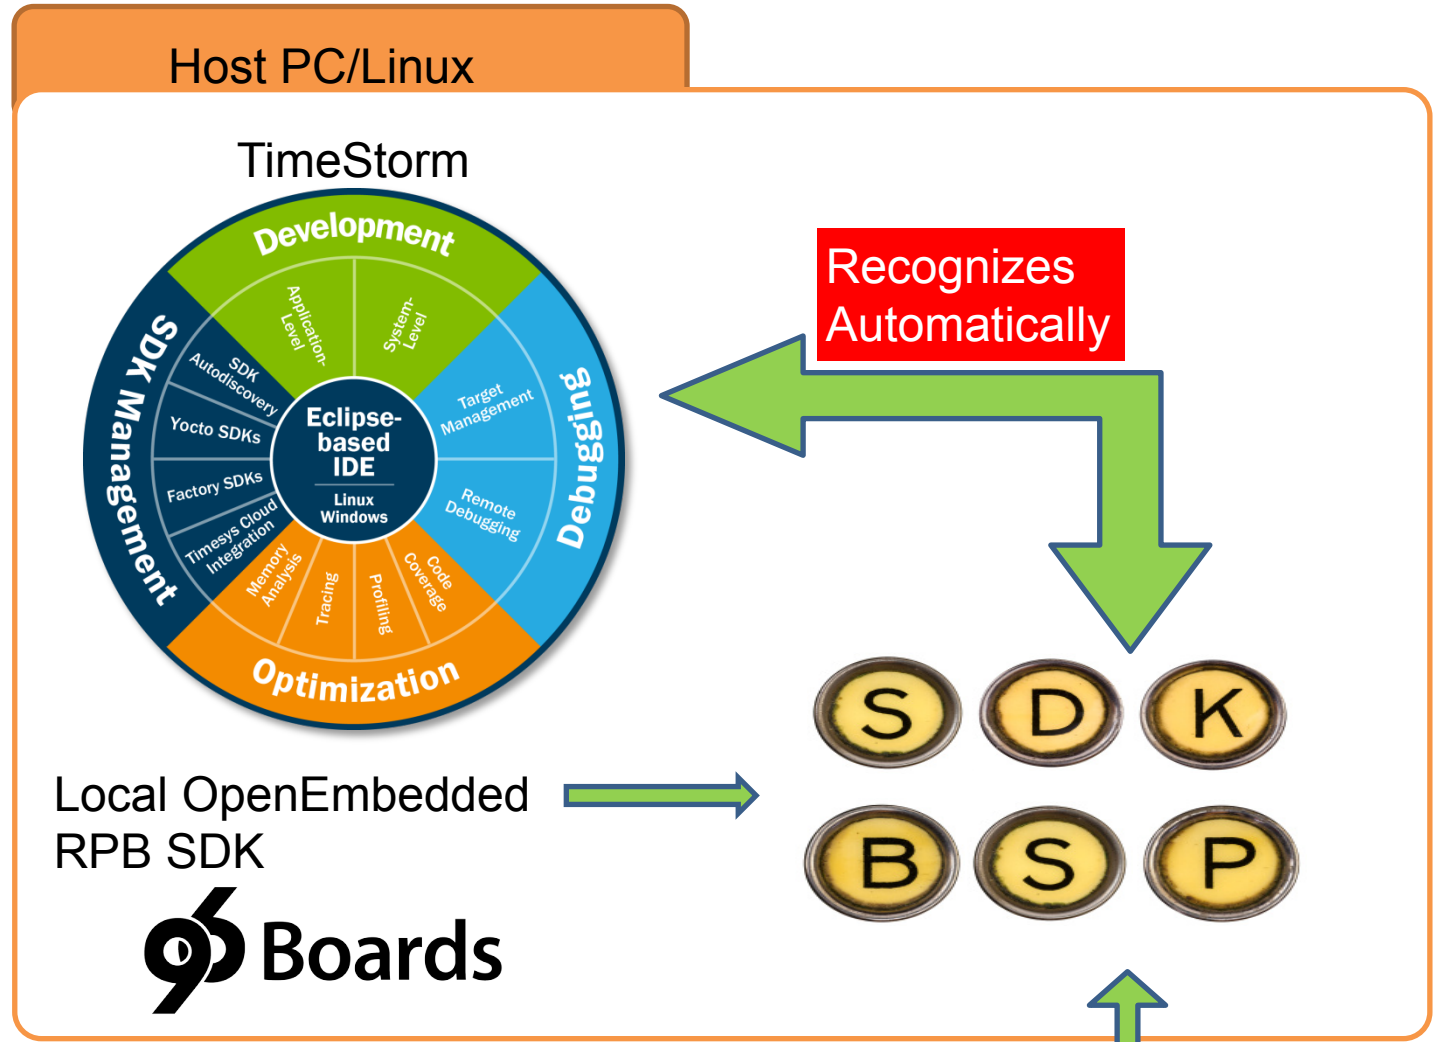 Host PC/Linux
TimeStorm
Development
Application-
Level
System-
Level
SDK Management
SDK
Autodiscovery
Yocto SDKs
Factory SDKs
Timesys Cloud
Integration
Eclipse-
based
IDE
Linux
Windows
Target
Management
Remote
Debugging
Debugging
Memory
Analysis
Tracing
Profiling
Code
Coverage
Optimization
Recognizes
Automatically
S D K
B S P
Local OpenEmbedded
RPB SDK
96 Boards